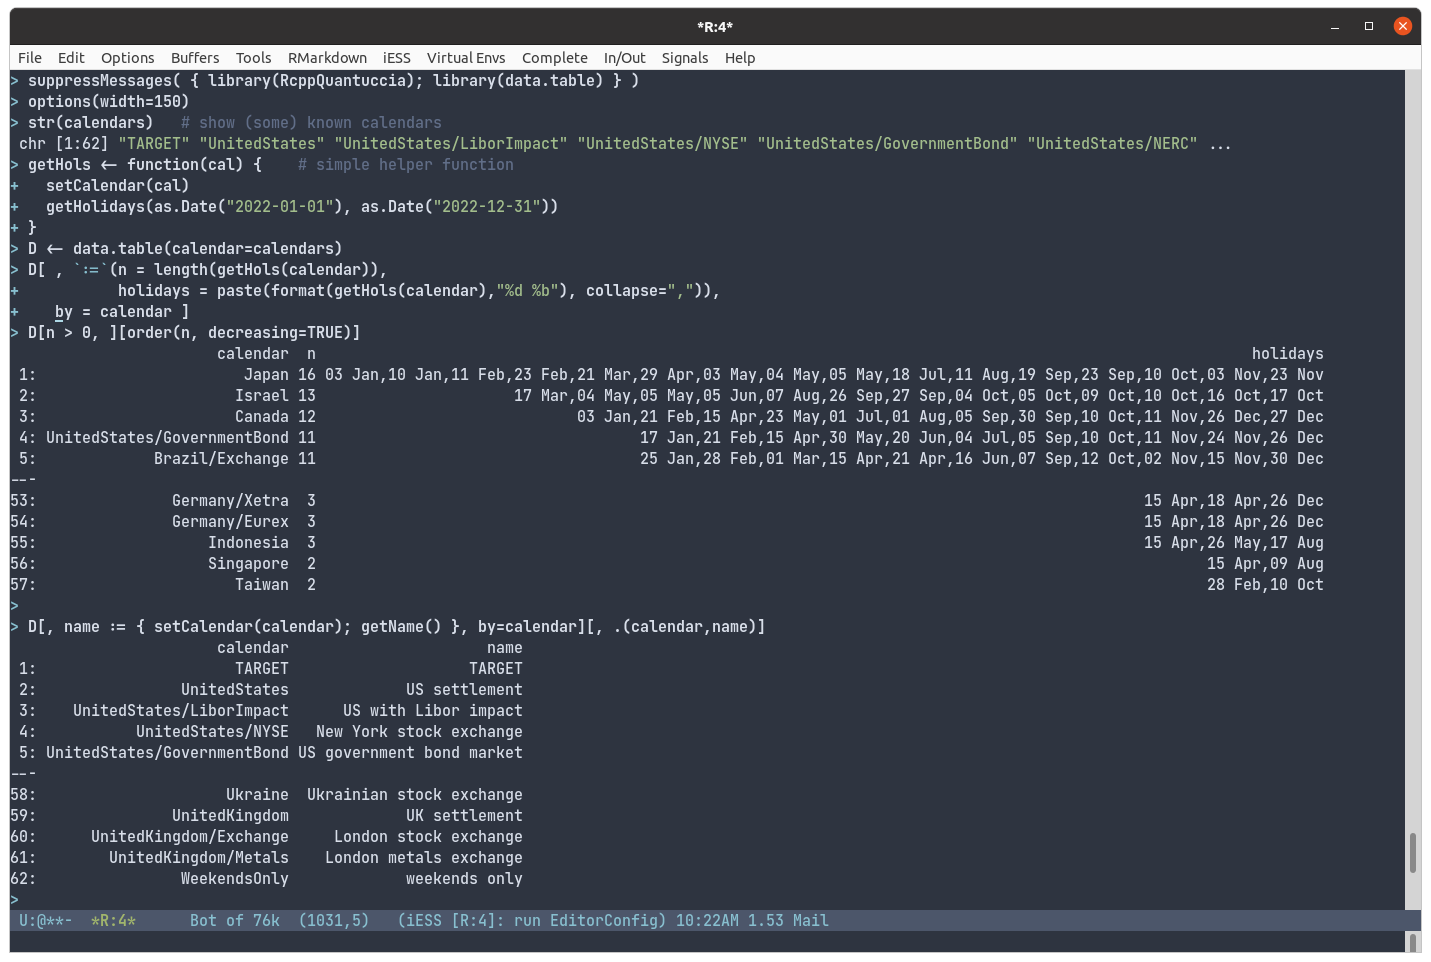 *R:4*
File Edit Options Buffers Tools RMarkdown iESS Virtual Envs Complete In/Out Signals Help
> suppressMessages( { library(RcppQuantuccia); library(data.table) } )
> options(width=150)
> str(calendars)   # show (some) known calendars
 chr [1:62] "TARGET" "UnitedStates" "UnitedStates/LiborImpact" "UnitedStates/NYSE" "UnitedStates/GovernmentBond" "UnitedStates/NERC" ...
> getHols <- function(cal) {    # simple helper function
+   setCalendar(cal)
+   getHolidays(as.Date("2022-01-01"), as.Date("2022-12-31"))
+ }
> D <- data.table(calendar=calendars)
> D[ , `:=`(n = length(getHols(calendar)),
+           holidays = paste(format(getHols(calendar),"%d %b"), collapse=",")),
+    by = calendar ]
> D[n > 0, ][order(n, decreasing=TRUE)]
                       calendar  n                                                                                                        holidays
 1:                       Japan 16 03 Jan,10 Jan,11 Feb,23 Feb,21 Mar,29 Apr,03 May,04 May,05 May,18 Jul,11 Aug,19 Sep,23 Sep,10 Oct,03 Nov,23 Nov
 2:                      Israel 13                      17 Mar,04 May,05 May,05 Jun,07 Aug,26 Sep,27 Sep,04 Oct,05 Oct,09 Oct,10 Oct,16 Oct,17 Oct
 3:                      Canada 12                             03 Jan,21 Feb,15 Apr,23 May,01 Jul,01 Aug,05 Sep,30 Sep,10 Oct,11 Nov,26 Dec,27 Dec
 4: UnitedStates/GovernmentBond 11                                    17 Jan,21 Feb,15 Apr,30 May,20 Jun,04 Jul,05 Sep,10 Oct,11 Nov,24 Nov,26 Dec
 5:             Brazil/Exchange 11                                    25 Jan,28 Feb,01 Mar,15 Apr,21 Apr,16 Jun,07 Sep,12 Oct,02 Nov,15 Nov,30 Dec
---
53:               Germany/Xetra  3                                                                                            15 Apr,18 Apr,26 Dec
54:               Germany/Eurex  3                                                                                            15 Apr,18 Apr,26 Dec
55:                   Indonesia  3                                                                                            15 Apr,26 May,17 Aug
56:                   Singapore  2                                                                                                   15 Apr,09 Aug
57:                      Taiwan  2                                                                                                   28 Feb,10 Oct
>
> D[, name := { setCalendar(calendar); getName() }, by=calendar][, .(calendar,name)]
                       calendar                      name
 1:                      TARGET                    TARGET
 2:                UnitedStates             US settlement
 3:    UnitedStates/LiborImpact      US with Libor impact
 4:           UnitedStates/NYSE   New York stock exchange
 5: UnitedStates/GovernmentBond US government bond market
---
58:                     Ukraine  Ukrainian stock exchange
59:               UnitedKingdom             UK settlement
60:      UnitedKingdom/Exchange     London stock exchange
61:        UnitedKingdom/Metals    London metals exchange
62:                WeekendsOnly             weekends only
>
 U:@**-  *R:4*      Bot of 76k  (1031,5)   (iESS [R:4]: run EditorConfig) 10:22AM 1.53 Mail